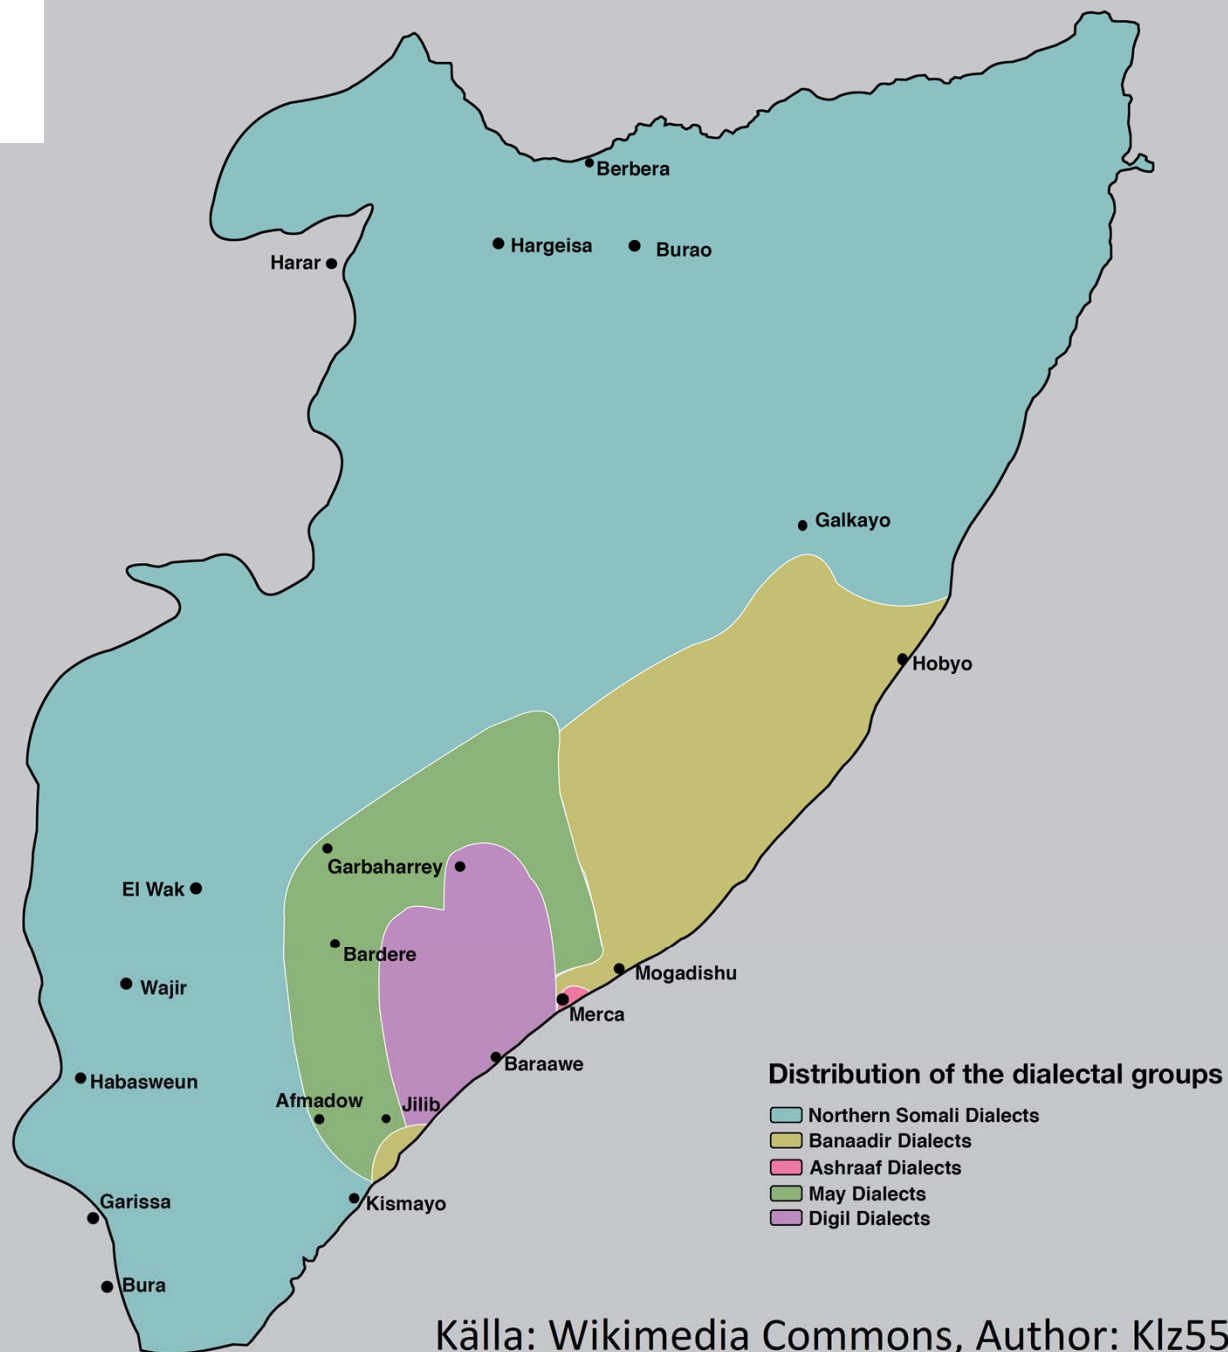 Berbera
Hargeisa
Burao
Harar
Galkayo
Hobyo
Garbaharrey
El Wak
Bardere
Mogadishu
Wajir
Merca
Baraawe
Habasweun
Afmadow
Jilib
Garissa
Kismayo
Bura
Distribution of the dialectal groups
Northern Somali Dialects
Banaadir Dialects
Ashraaf Dialects
May Dialects
Digil Dialects
Källa: Wikimedia Commons, Author: Klz55